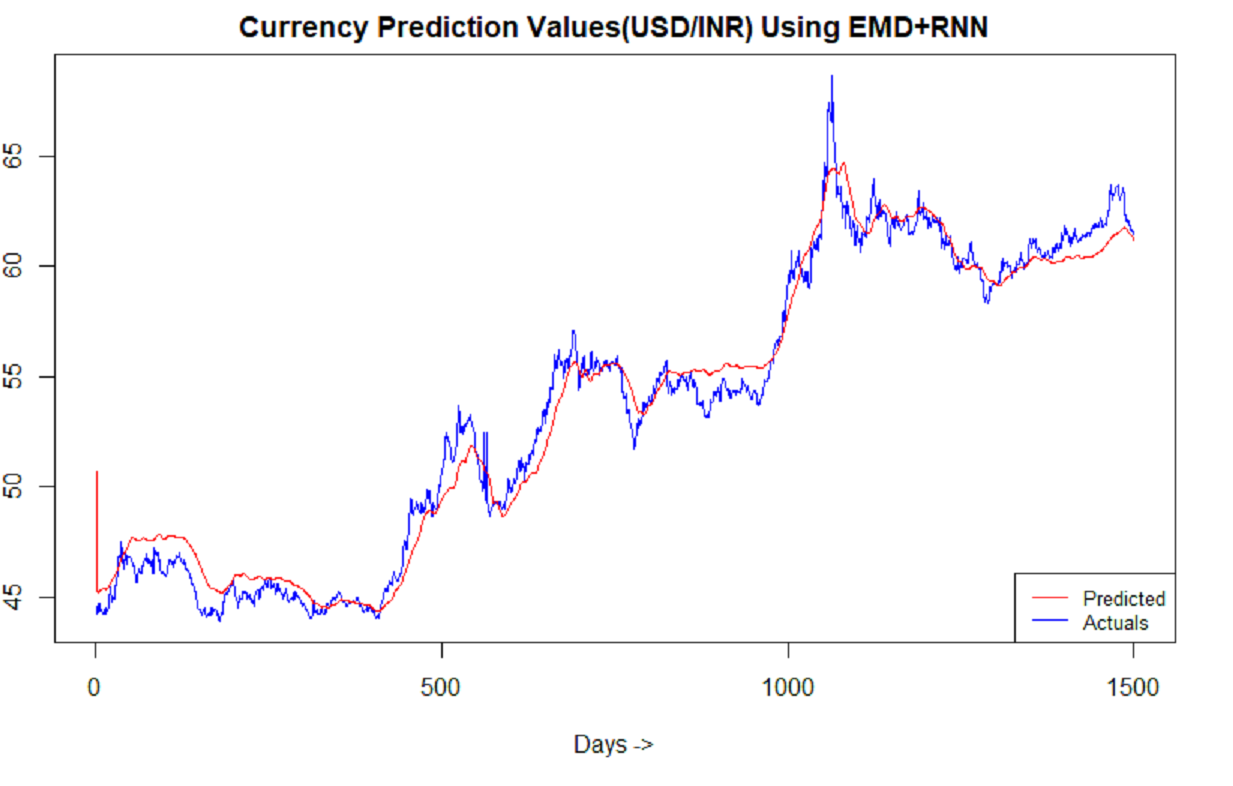 Currency Prediction Values(USD/INR) Using EMD+RNN
65
60
55
50
45
Predicted
Actuals
0 500 1000 1500
Days ->